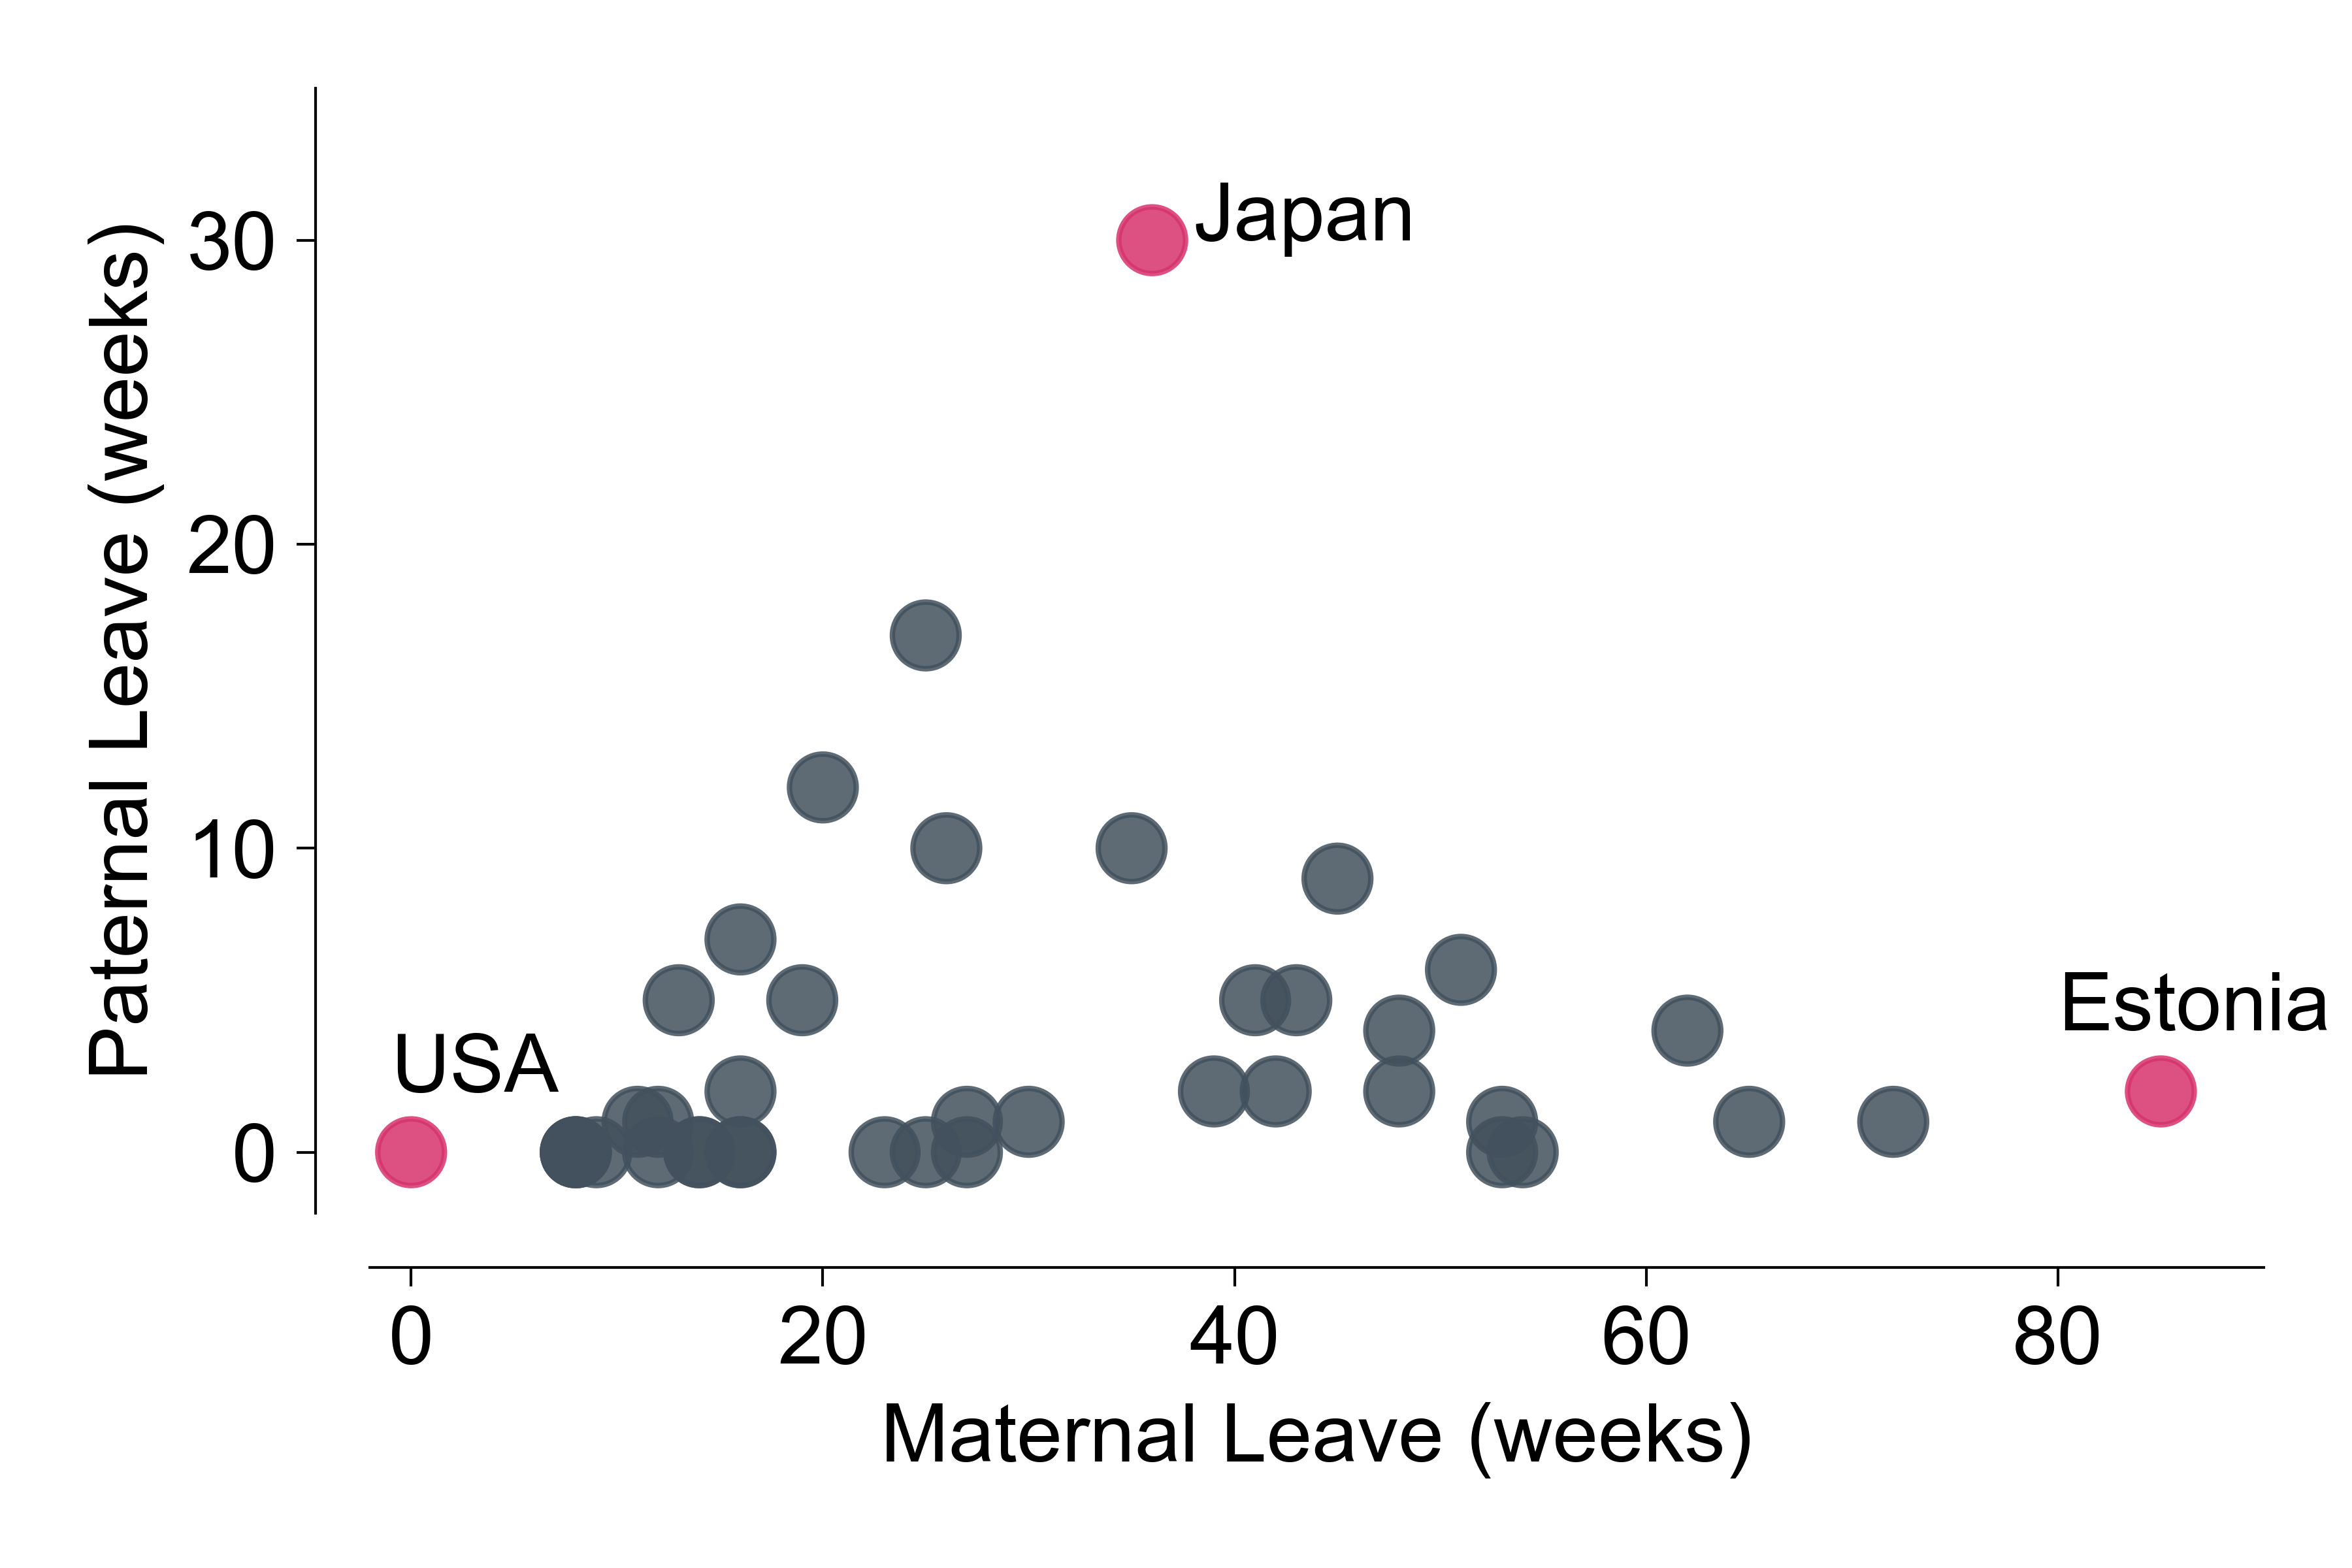 Japan
30
20
10
0
Paternal Leave (weeks)
USA
Estonia
0 20 40 60 80
Maternal Leave (weeks)